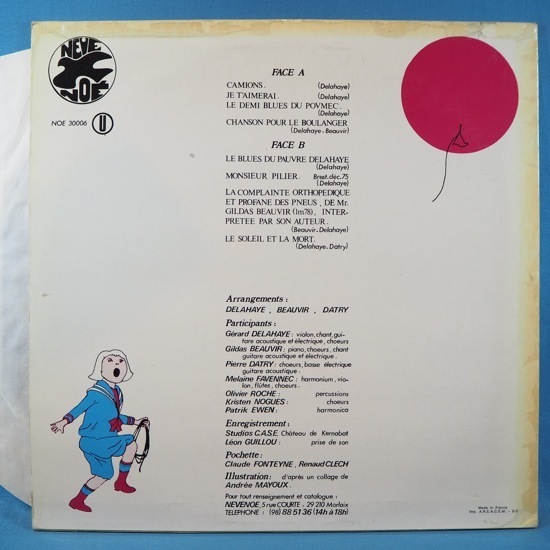 NEVE
NOÉ
NOE 30006
U
FACE A
CAMIONS. (Delahaye)
JE T'AIMERAI. (Delahaye)
LE DEMI BLUES DU POVMEC. (Delahaye)
CHANSON POUR LE BOULANGER
(Delahaye-Beauvir)
FACE B
LE BLUES DU PAUVRE DELAHAYE
(Delahaye)
MONSIEUR PILIER. Brest.déc.75
(Delahaye)
LA COMPLAINTE ORTHOPEDIQUE
ET PROFANE DES PNEUS, DE Mr.
GILDAS BEAUVIR (1m78), INTER-
PRETEE PAR SON AUTEUR.
(Beauvir-Delahaye)
LE SOLEIL ET LA MORT.
(Delahaye-Datry)
Arrangements :
DELAHAYE, BEAUVIR, DATRY
Participants :
Gérard DELAHAYE : violon, chant, gui-
tare acoustique et électrique, choeurs
Gildas BEAUVIR : piano, choeurs, chant
guitare acoustique et électrique.
Pierre DATRY : choeurs, basse électrique
guitare acoustique.
Melaine FAVENNEC : harmonium, vio-
lon, flûtes, choeurs.
Olivier ROCHE : percussions
Kristen NOGUES : choeurs
Patrik EWEN : harmonica
Enregistrement :
Studios C.A.S.E. Château de Kernabat
Léon GUILLOU : prise de son
Pochette :
Claude FONTEYNE, Renaud CLECH
Illustration : d'après un collage de
Andrée MAYOUX.
Pour tout renseignement et catalogue :
NEVENOE, 5 rue COURTE - 29 210 Morlaix
TELEPHONE : (98) 88 51 36 (14h à 18h)
Made in France